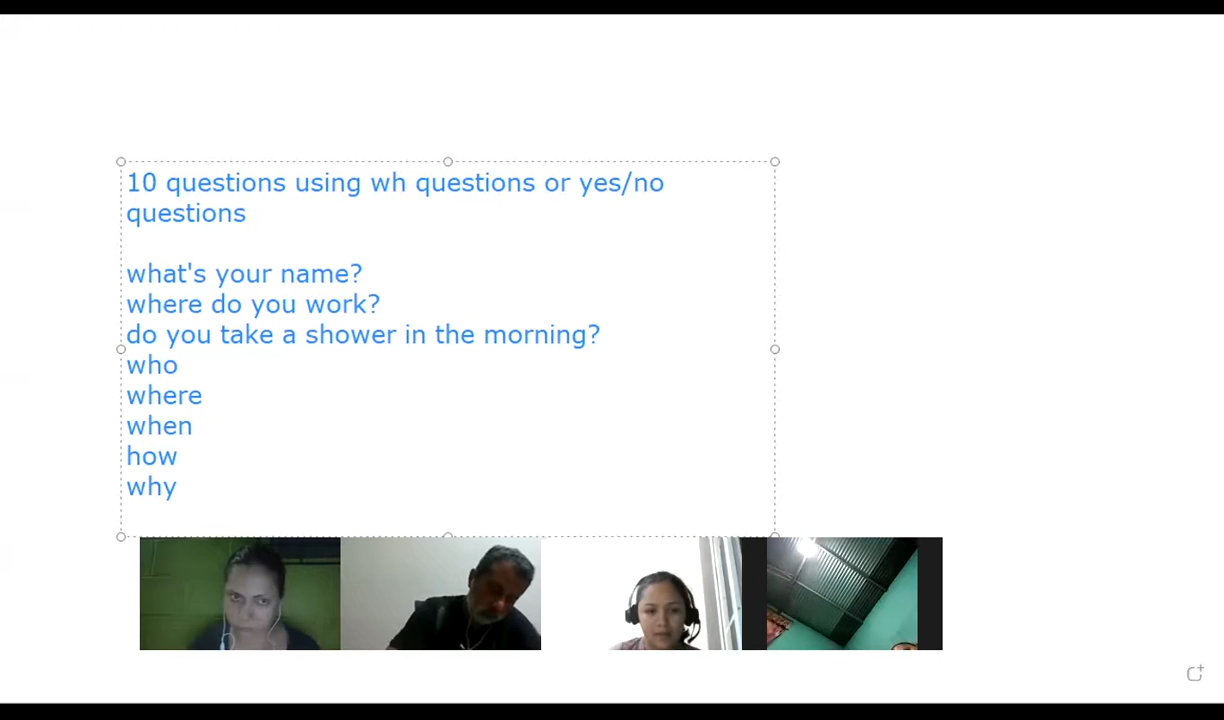 10 questions using wh questions or yes/no
questions
what's your name?
where do you work?
do you take a shower in the morning?
who
where
when
how
why